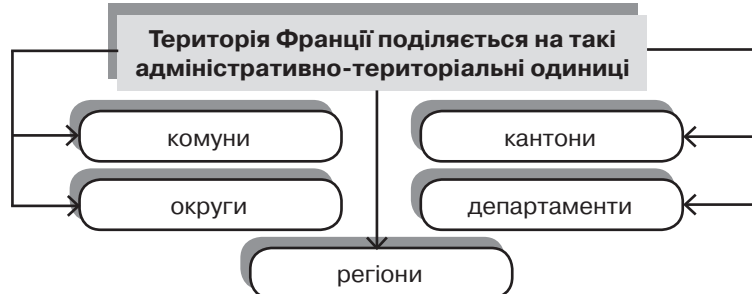 Територія Франції поділяється на такі
адміністративно-територіальні одиниці
комуни
кантони
округи
департаменти
регіони